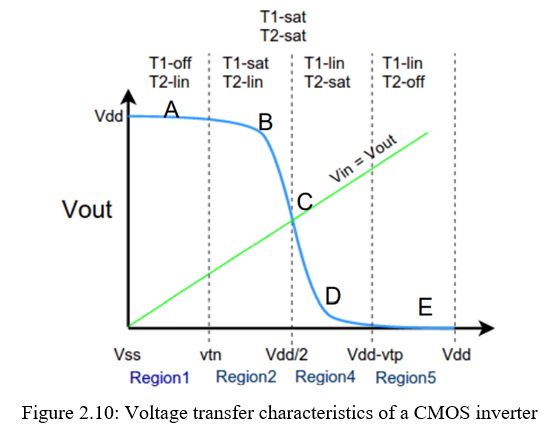 T1-sat
T2-sat
T1-off T1-sat T1-lin T1-lin
T2-lin T2-lin T2-sat T2-off
Vdd A B
Vin = Vout
C
Vout
D E
Vss vtn Vdd/2 Vdd-vtp Vdd
Region1 Region2 Region4 Region5
Figure 2.10: Voltage transfer characteristics of a CMOS inverter